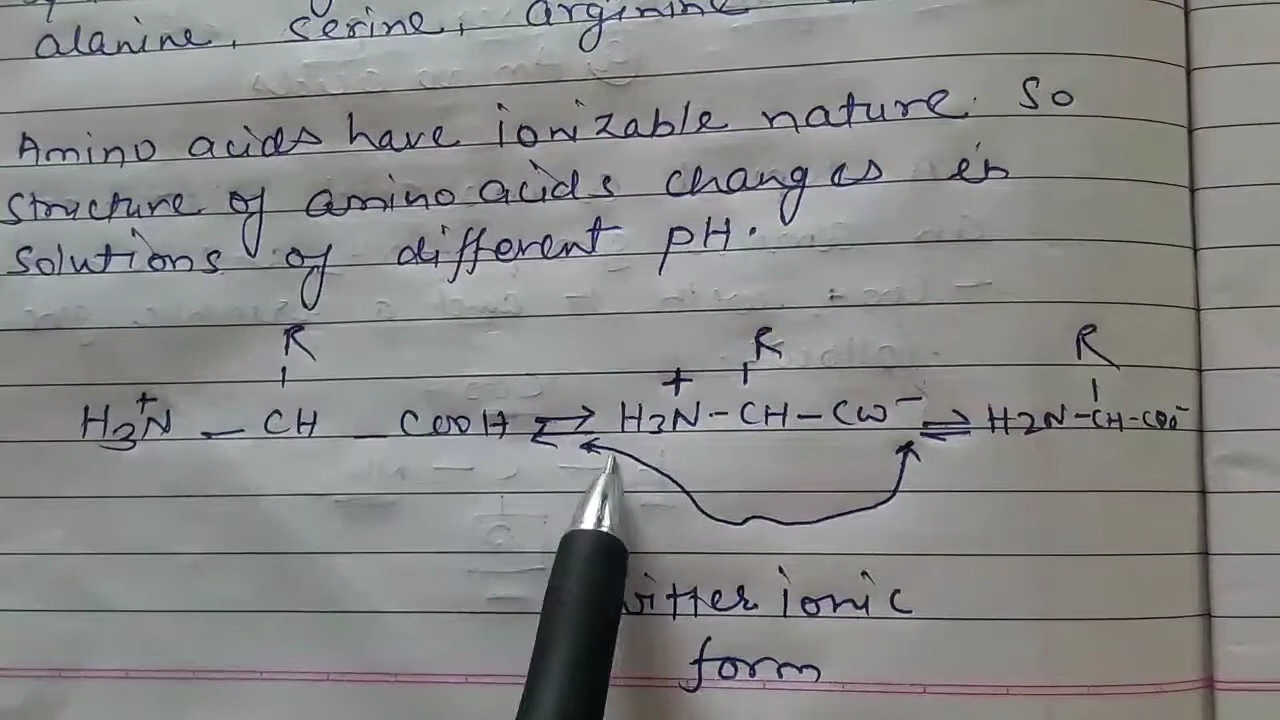 alanine, serine, arginine
Amino acids have ionizable nature. So
structure of amino acids changes in
solutions of different pH.
R R R
H3N+ — CH — COOH ⇌ H3N+ – CH – COO⁻ ⇌ H2N – CH – COO⁻
witter ionic
form